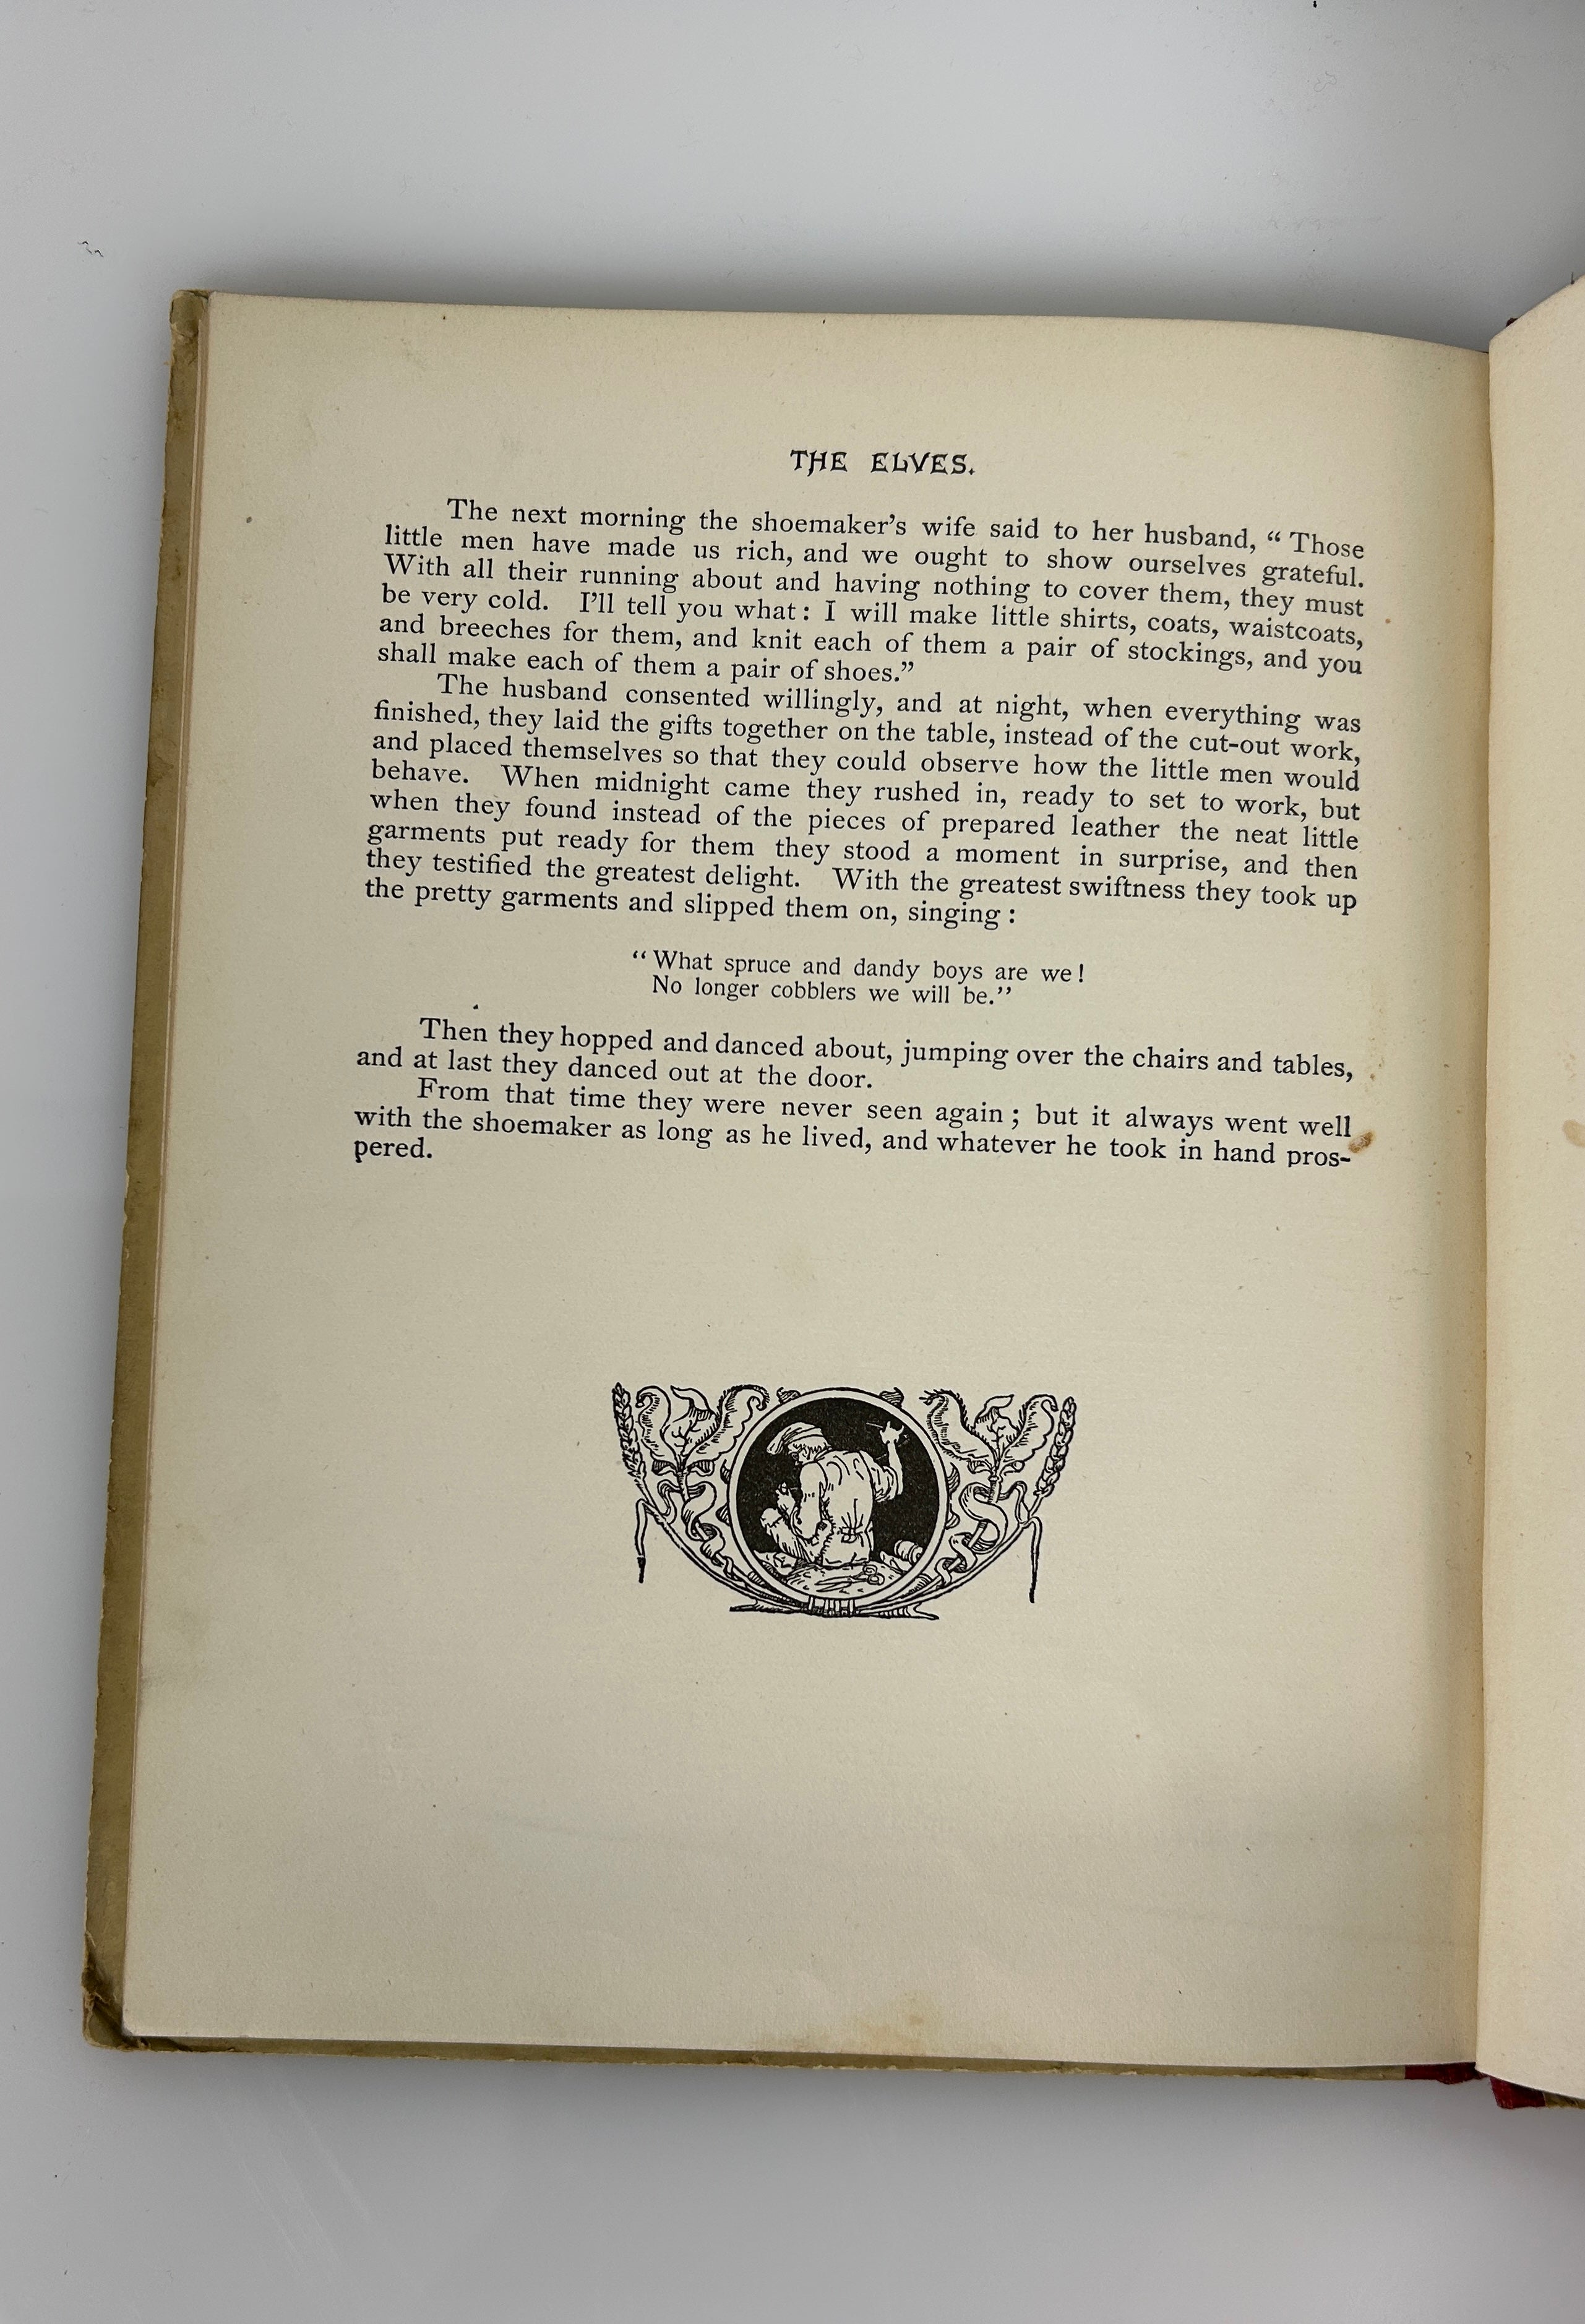 THE ELVES.
The next morning the shoemaker's wife said to her husband, “ Those
little men have made us rich, and we ought to show ourselves grateful.
With all their running about and having nothing to cover them, they must
be very cold. I'll tell you what : I will make little shirts, coats, waistcoats,
and breeches for them, and knit each of them a pair of stockings, and you
shall make each of them a pair of shoes.”
The husband consented willingly, and at night, when everything was
finished, they laid the gifts together on the table, instead of the cut-out work,
and placed themselves so that they could observe how the little men would
behave. When midnight came they rushed in, ready to set to work, but
when they found instead of the pieces of prepared leather the neat little
garments put ready for them they stood a moment in surprise, and then
they testified the greatest delight. With the greatest swiftness they took up
the pretty garments and slipped them on, singing :
“ What spruce and dandy boys are we !
No longer cobblers we will be.”
Then they hopped and danced about, jumping over the chairs and tables,
and at last they danced out at the door.
From that time they were never seen again ; but it always went well
with the shoemaker as long as he lived, and whatever he took in hand pros-
pered.